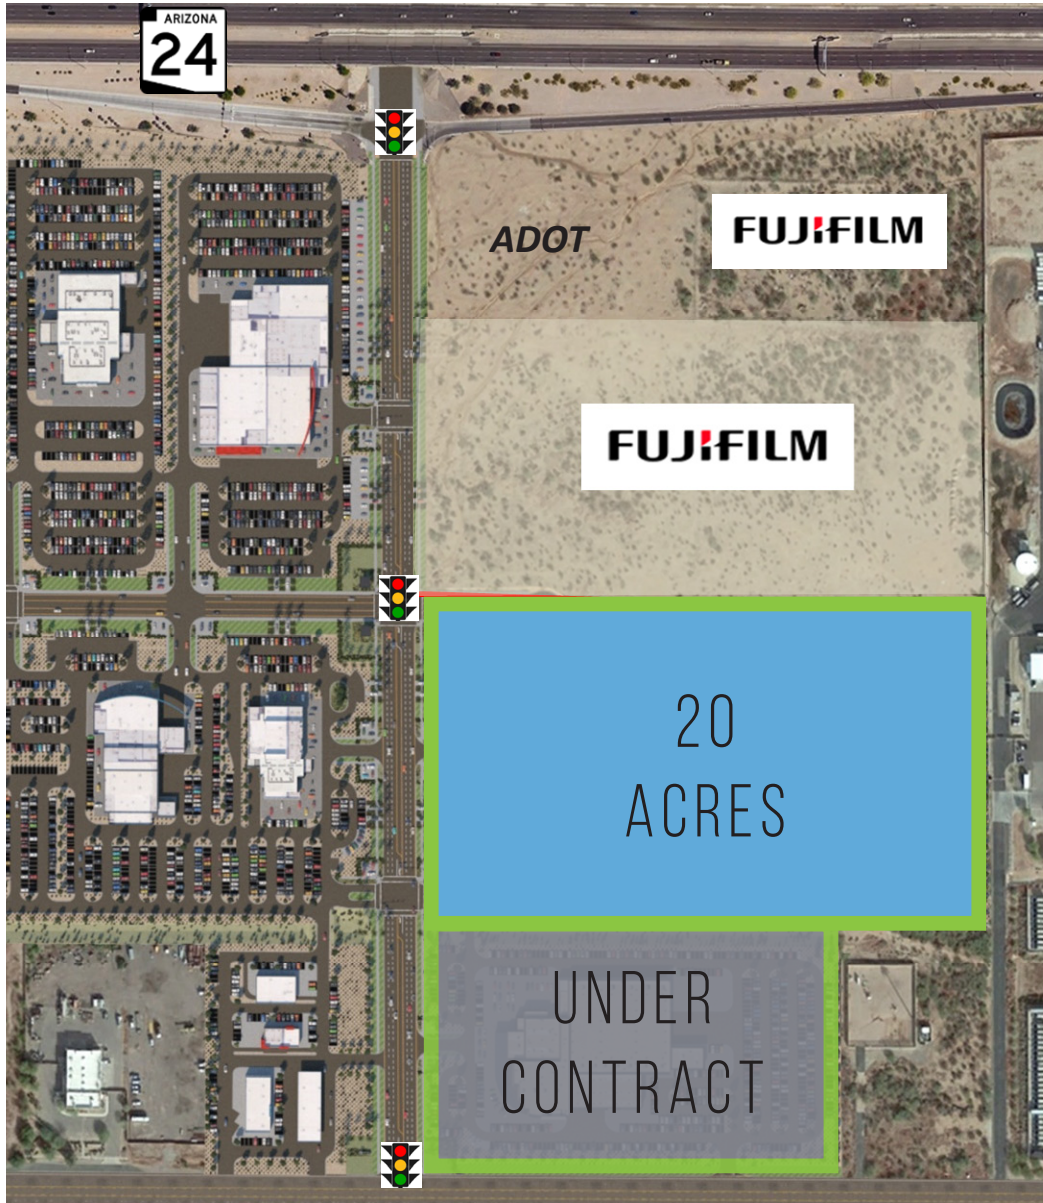 ARIZONA
24
ADOT
FUJIFILM
FUJIFILM
20
ACRES
UNDER
CONTRACT